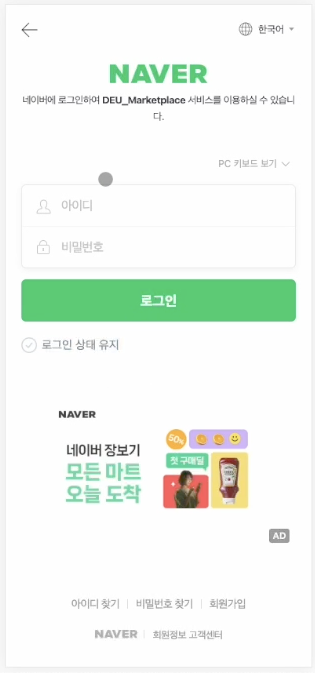 한국어
NAVER
네이버에 로그인하여 DEU_Marketplace 서비스를 이용하실 수 있습니
다.
PC 키보드 보기
아이디
비밀번호
로그인
로그인 상태 유지
NAVER
네이버 장보기
모든 마트
오늘 도착
50%
첫 구매딜
AD
아이디 찾기 | 비밀번호 찾기 | 회원가입
NAVER | 회원정보 고객센터